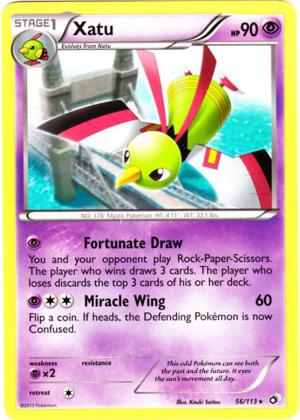 STAGE1
Xatu
HP 90
Evolves from Natu
NO. 178 Mystic Pokémon HT. 4'11" WT. 33.1 lbs.
Fortunate Draw
You and your opponent play Rock-Paper-Scissors.
The player who wins draws 3 cards. The player who
loses discards the top 3 cards of his or her deck.
Miracle Wing 60
Flip a coin. If heads, the Defending Pokémon is now
Confused.
weakness resistance
×2
retreat
This odd Pokémon can see both
the past and the future. It eyes
the sun's movement all day.
Illus. Kouki Saitou
©2013 Pokémon
56/113 ★